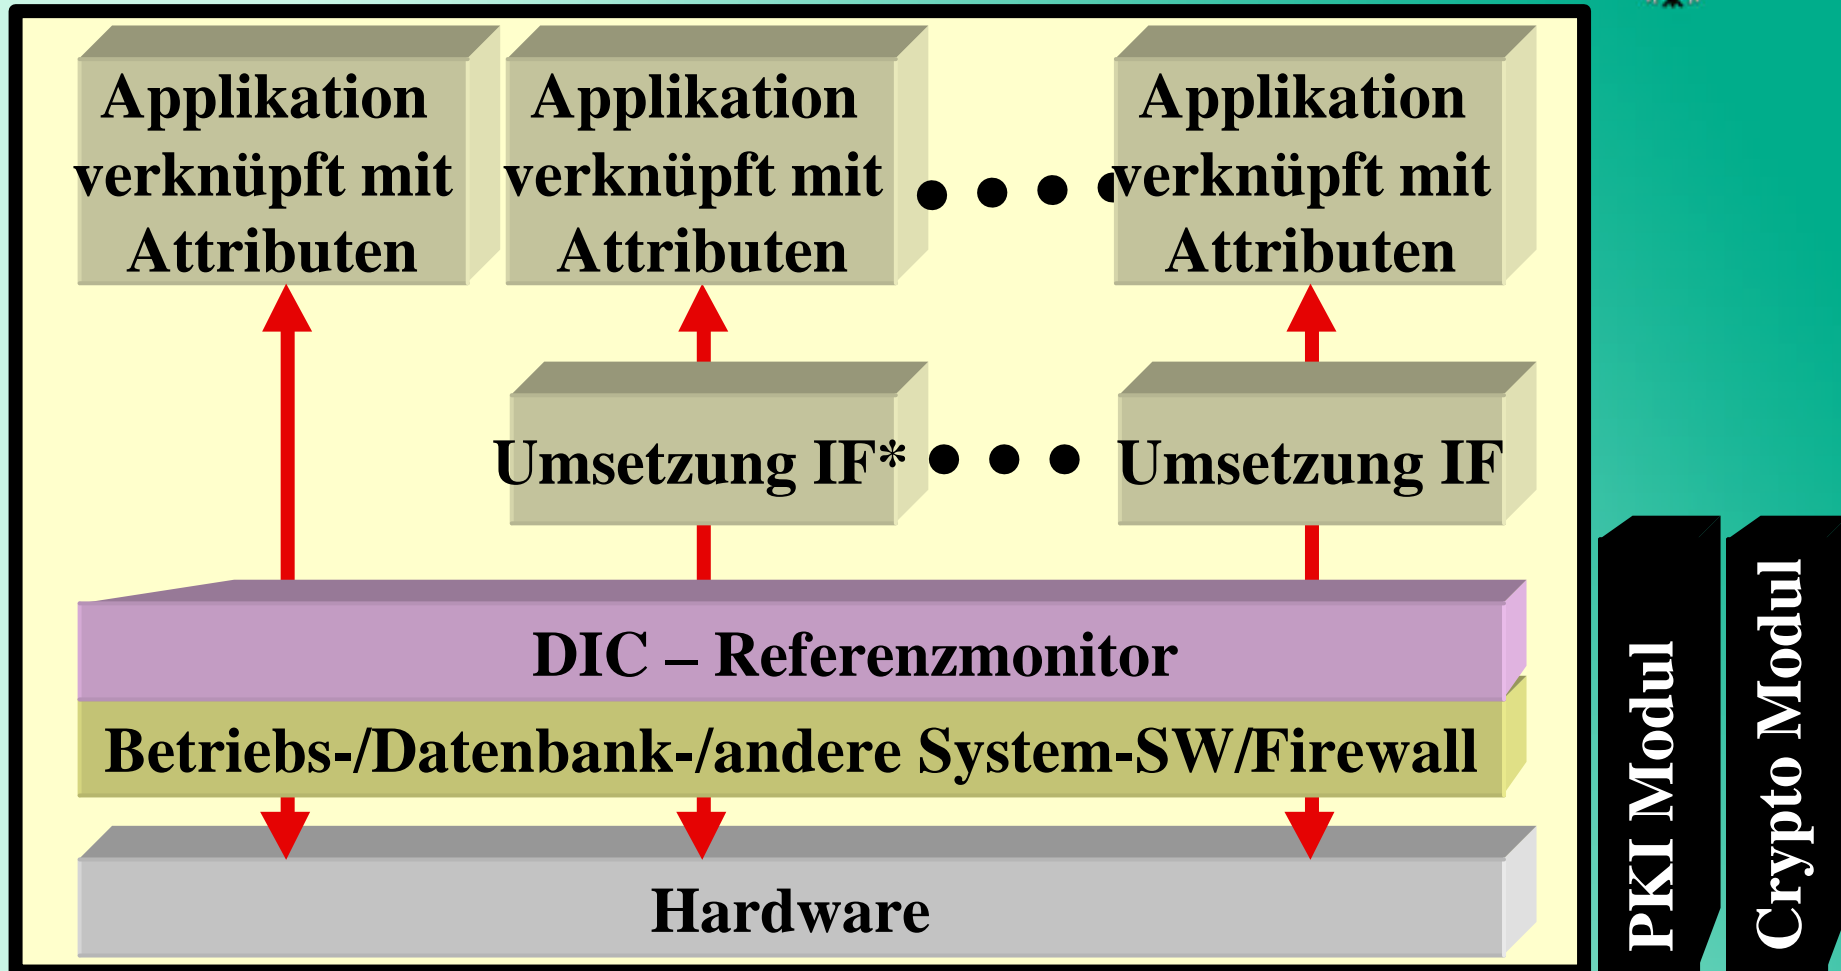 Applikation
verknüpft mit
Attributen
Applikation
verknüpft mit
Attributen
Applikation
verknüpft mit
Attributen
Umsetzung IF*
Umsetzung IF
DIC – Referenzmonitor
Betriebs-/Datenbank-/andere System-SW/Firewall
Hardware
PKI Modul
Crypto Modul